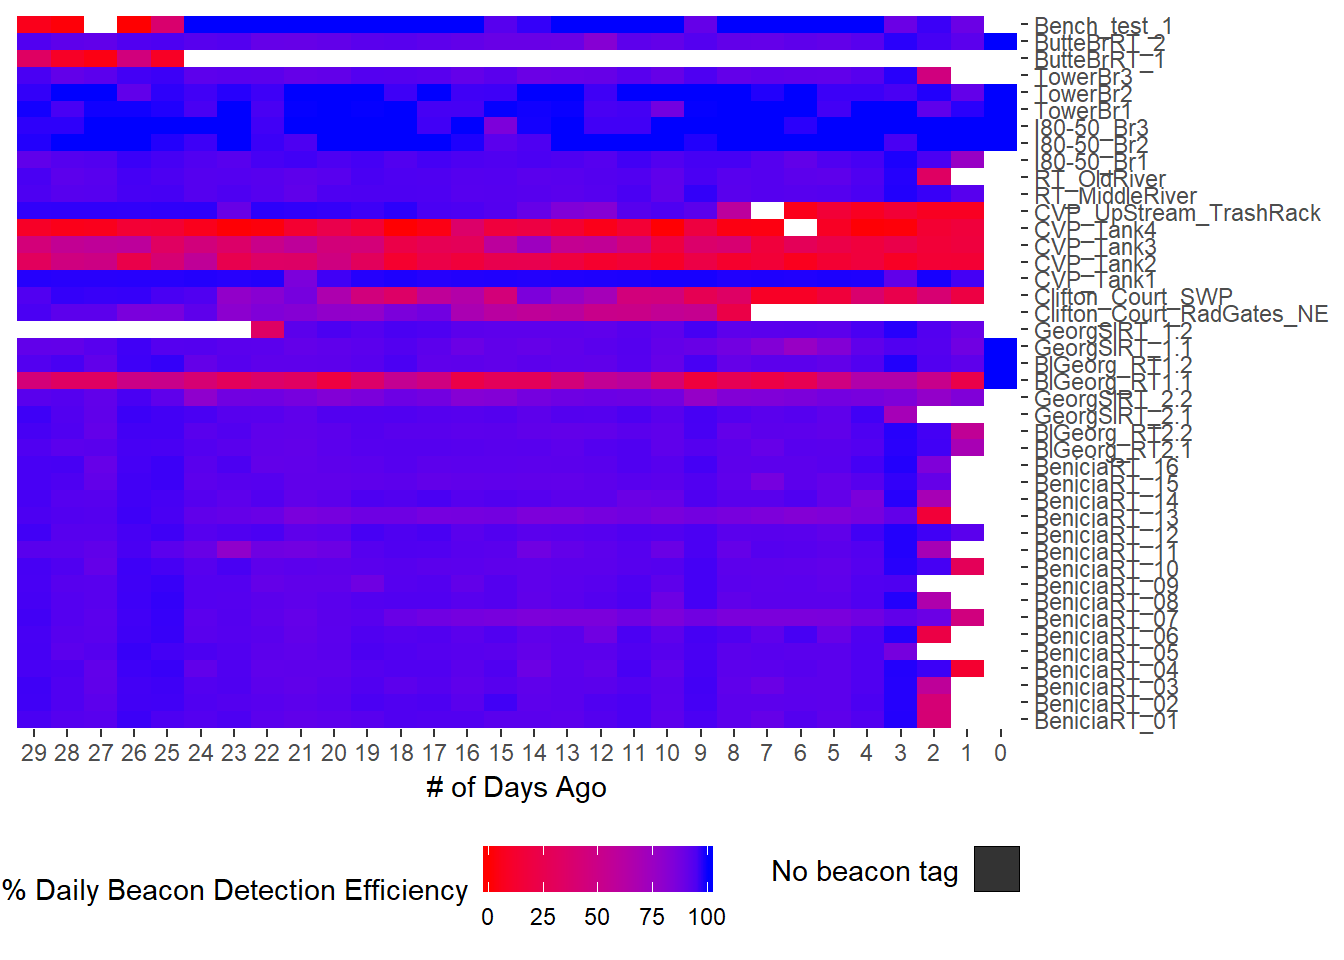 Bench_test_1
ButteBrRT_2
ButteBrRT_1
TowerBr3
TowerBr2
TowerBr1
I80-50_Br3
I80-50_Br2
I80-50_Br1
RT_OldRiver
RT_MiddleRiver
CVP_UpStream_TrashRack
CVP_Tank4
CVP_Tank3
CVP_Tank2
CVP_Tank1
Clifton_Court_SWP
Clifton_Court_RadGates_NE
GeorgSlRT_1.2
GeorgSlRT_1.1
BlGeorg_RT1.2
BlGeorg_RT1.1
GeorgSlRT_2.2
GeorgSlRT_2.1
BlGeorg_RT2.2
BlGeorg_RT2.1
BeniciaRT_16
BeniciaRT_15
BeniciaRT_14
BeniciaRT_13
BeniciaRT_12
BeniciaRT_11
BeniciaRT_10
BeniciaRT_09
BeniciaRT_08
BeniciaRT_07
BeniciaRT_06
BeniciaRT_05
BeniciaRT_04
BeniciaRT_03
BeniciaRT_02
BeniciaRT_01
29 28 27 26 25 24 23 22 21 20 19 18 17 16 15 14 13 12 11 10 9 8 7 6 5 4 3 2 1 0
# of Days Ago
% Daily Beacon Detection Efficiency
0 25 50 75 100
No beacon tag